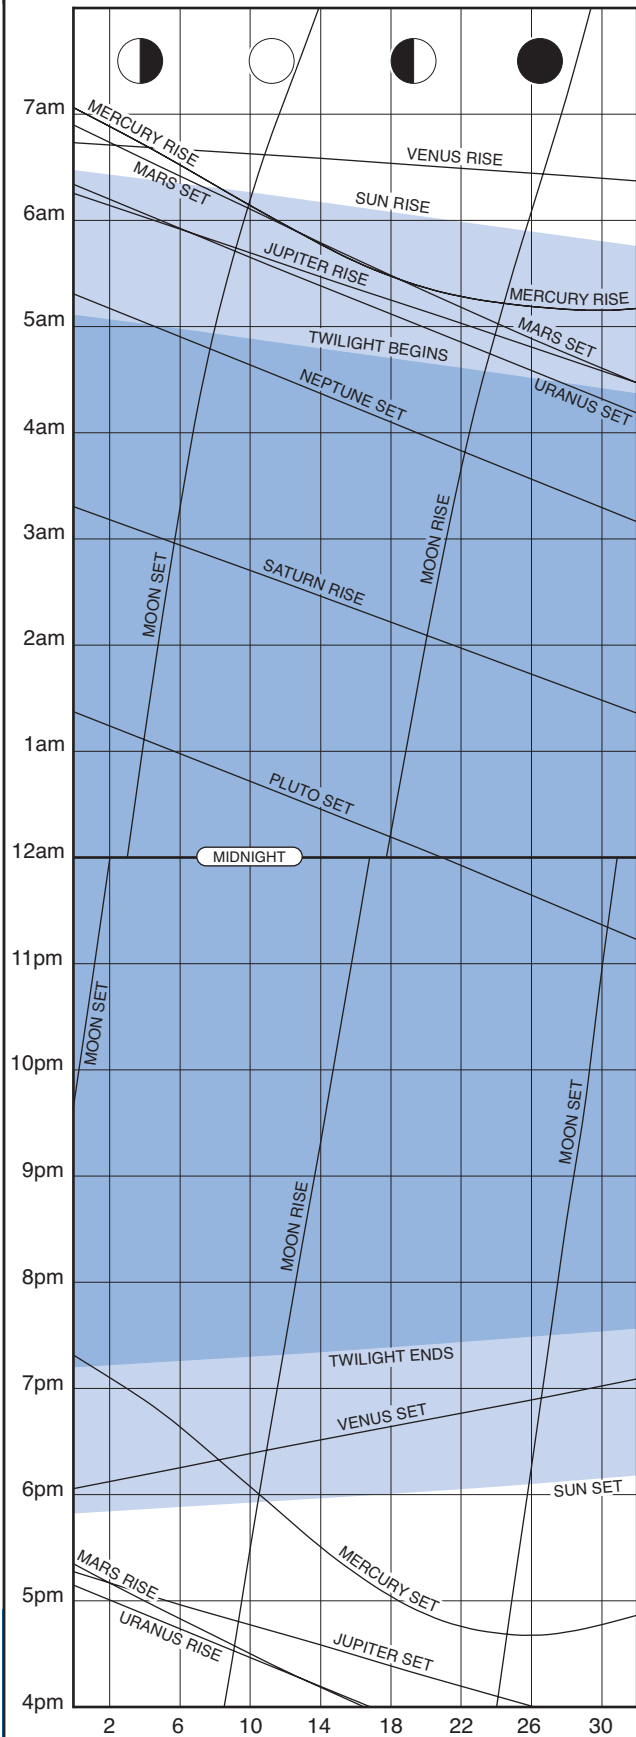 7am
MERCURY RISE
VENUS RISE
MARS SET
SUN RISE
6am
JUPITER RISE
MERCURY RISE
5am
MARS SET
TWILIGHT BEGINS
NEPTUNE SET
URANUS SET
4am
MOON RISE
3am
SATURN RISE
MOON SET
2am
1am
PLUTO SET
12am
MIDNIGHT
11pm
MOON SET
10pm
MOON SET
9pm
MOON RISE
8pm
TWILIGHT ENDS
7pm
VENUS SET
6pm
SUN SET
MERCURY SET
MARS RISE
5pm
URANUS RISE
JUPITER SET
4pm
2 6 10 14 18 22 26 30